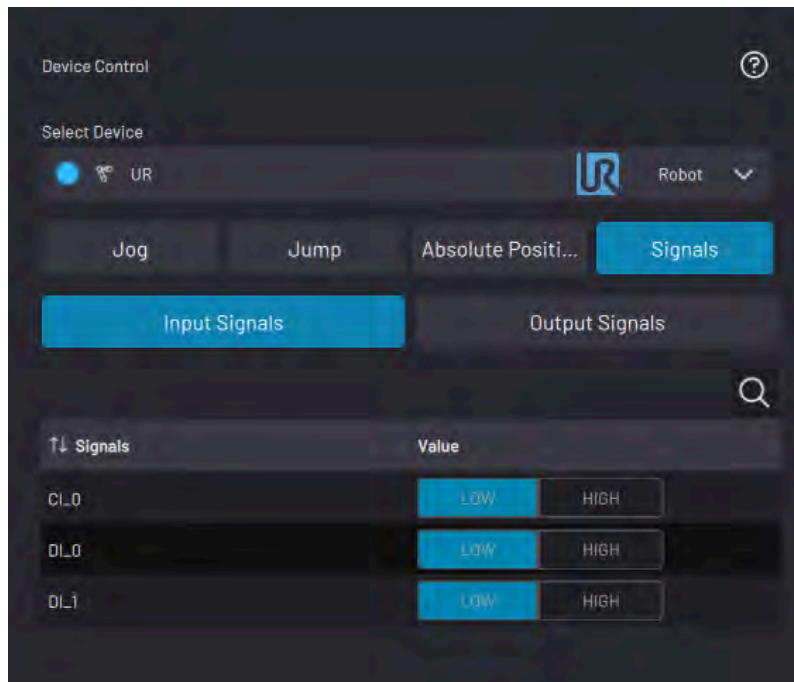 Device Control
?
Select Device
UR
UR Robot
Jog Jump Absolute Positi... Signals
Input Signals Output Signals
Signals Value
CI_0 LOW HIGH
DI_0 LOW HIGH
DI_1 LOW HIGH